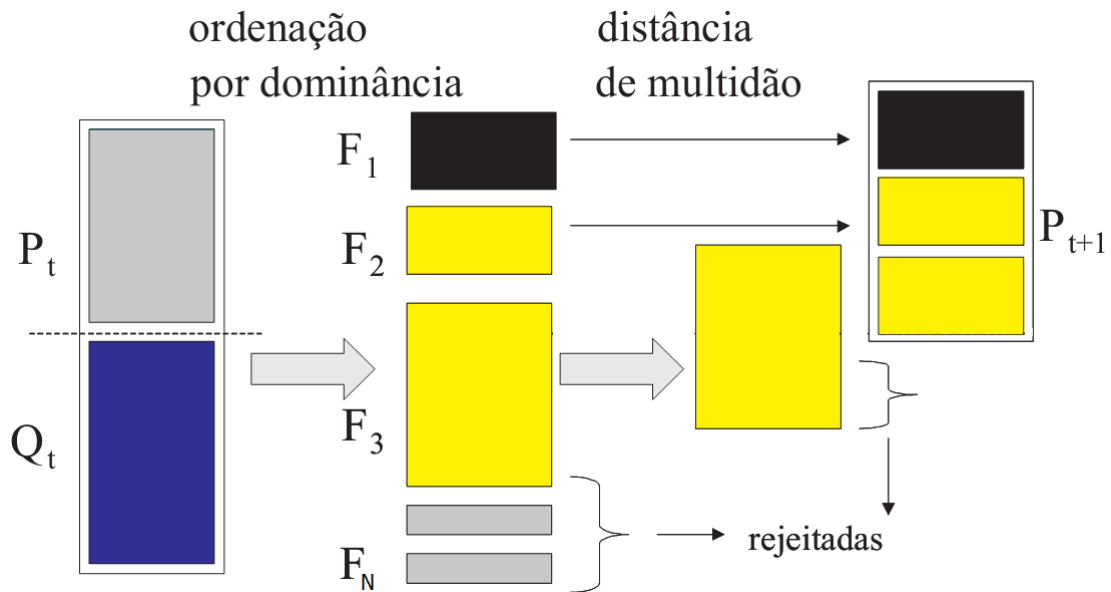 ordenação
por dominância
distância
de multidão
F1
F2
F3
FN
Pt
Qt
Pt+1
rejeitadas